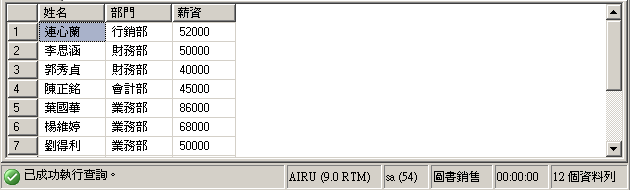 姓名 部門 薪資
1 連心蘭 行銷部 52000
2 李思涵 財務部 50000
3 郭秀貞 財務部 40000
4 陳正銘 會計部 45000
5 葉國華 業務部 86000
6 楊維婷 業務部 68000
7 劉得利 業務部 50000
已成功執行查詢。 AIRU (9.0 RTM) sa (54) 圖書銷售 00:00:00 12 個資料列